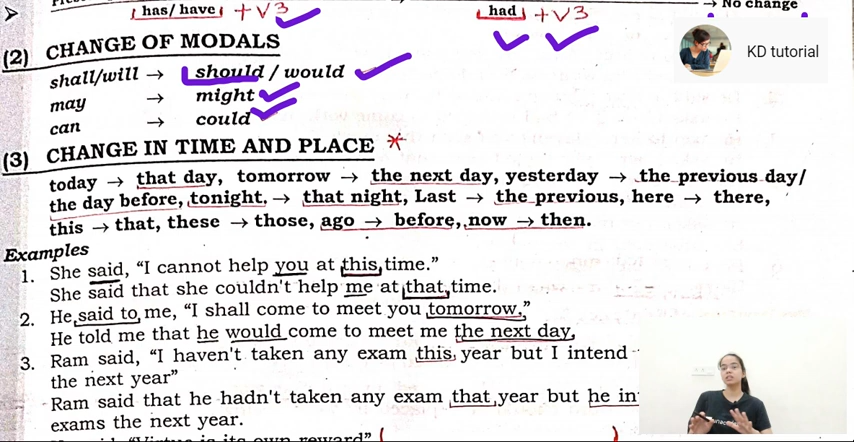 has/have +V3 had +V3 → No change
(2) CHANGE OF MODALS
shall/will → should / would
may → might
can → could
KD tutorial
(3) CHANGE IN TIME AND PLACE *
today → that day, tomorrow → the next day, yesterday → the previous day/
the day before, tonight, → that night, Last → the previous, here → there,
this → that, these → those, ago → before, now → then.
Examples
1. She said, “I cannot help you at this time.”
She said that she couldn't help me at that time.
2. He said to me, “I shall come to meet you tomorrow.”
He told me that he would come to meet me the next day.
3. Ram said, “I haven't taken any exam this year but I intend
the next year”
Ram said that he hadn't taken any exam that year but he in
exams the next year.
“Virtue is its own reward”